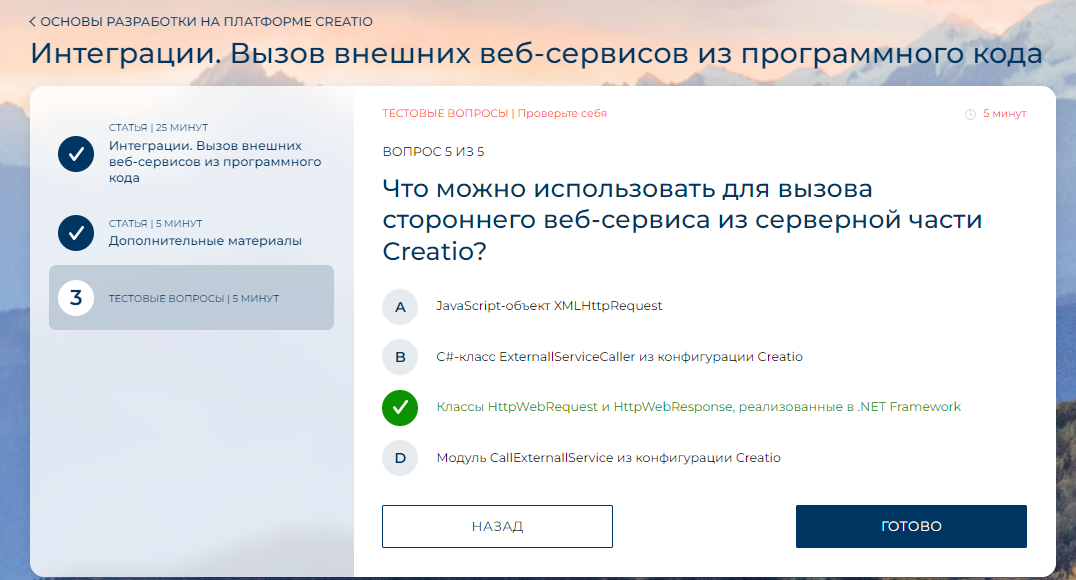 ОСНОВЫ РАЗРАБОТКИ НА ПЛАТФОРМЕ CREATIO
Интеграции. Вызов внешних веб-сервисов из программного кода
СТАТЬЯ | 25 МИНУТ
Интеграции. Вызов внешних
веб-сервисов из программного
кода
СТАТЬЯ | 5 МИНУТ
Дополнительные материалы
3
ТЕСТОВЫЕ ВОПРОСЫ | 5 МИНУТ
ТЕСТОВЫЕ ВОПРОСЫ | Проверьте себя
5 минут
ВОПРОС 5 ИЗ 5
Что можно использовать для вызова
стороннего веб-сервиса из серверной части
Creatio?
A JavaScript-объект XMLHttpRequest
B C#-класс ExternallServiceCaller из конфигурации Creatio
Классы HttpWebRequest и HttpWebResponse, реализованные в .NET Framework
D Модуль CallExternallService из конфигурации Creatio
НАЗАД
ГОТОВО